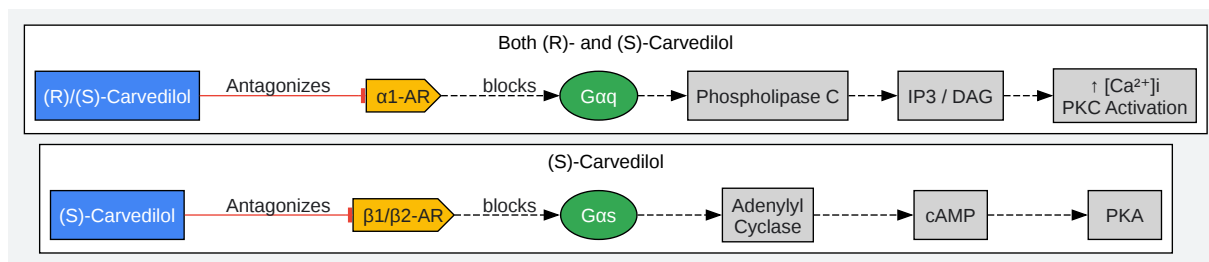 Both (R)- and (S)-Carvedilol
(R)/(S)-Carvedilol
Antagonizes
α1-AR
blocks
Gαq
Phospholipase C
IP3 / DAG
↑ [Ca²⁺]i
PKC Activation
(S)-Carvedilol
(S)-Carvedilol
Antagonizes
β1/β2-AR
blocks
Gαs
Adenylyl
Cyclase
cAMP
PKA